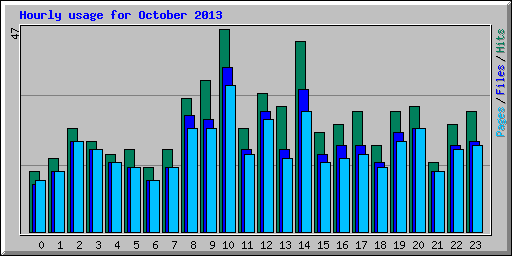 Hourly usage for October 2013
47
Pages / Files / Hits
0 1 2 3 4 5 6 7 8 9 10 11 12 13 14 15 16 17 18 19 20 21 22 23